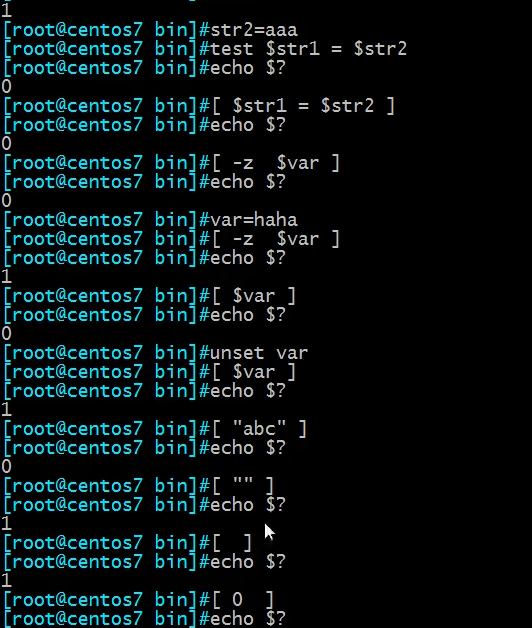 1
[root@centos7 bin]#str2=aaa
[root@centos7 bin]#test $str1 = $str2
[root@centos7 bin]#echo $?
0
[root@centos7 bin]#[ $str1 = $str2 ]
[root@centos7 bin]#echo $?
0
[root@centos7 bin]#[ -z  $var ]
[root@centos7 bin]#echo $?
0
[root@centos7 bin]#var=haha
[root@centos7 bin]#[ -z  $var ]
[root@centos7 bin]#echo $?
1
[root@centos7 bin]#[ $var ]
[root@centos7 bin]#echo $?
0
[root@centos7 bin]#unset var
[root@centos7 bin]#[ $var ]
[root@centos7 bin]#echo $?
1
[root@centos7 bin]#[ "abc" ]
[root@centos7 bin]#echo $?
0
[root@centos7 bin]#[ "" ]
[root@centos7 bin]#echo $?
1
[root@centos7 bin]#[  ]
[root@centos7 bin]#echo $?
1
[root@centos7 bin]#[ 0  ]
[root@centos7 bin]#echo $?